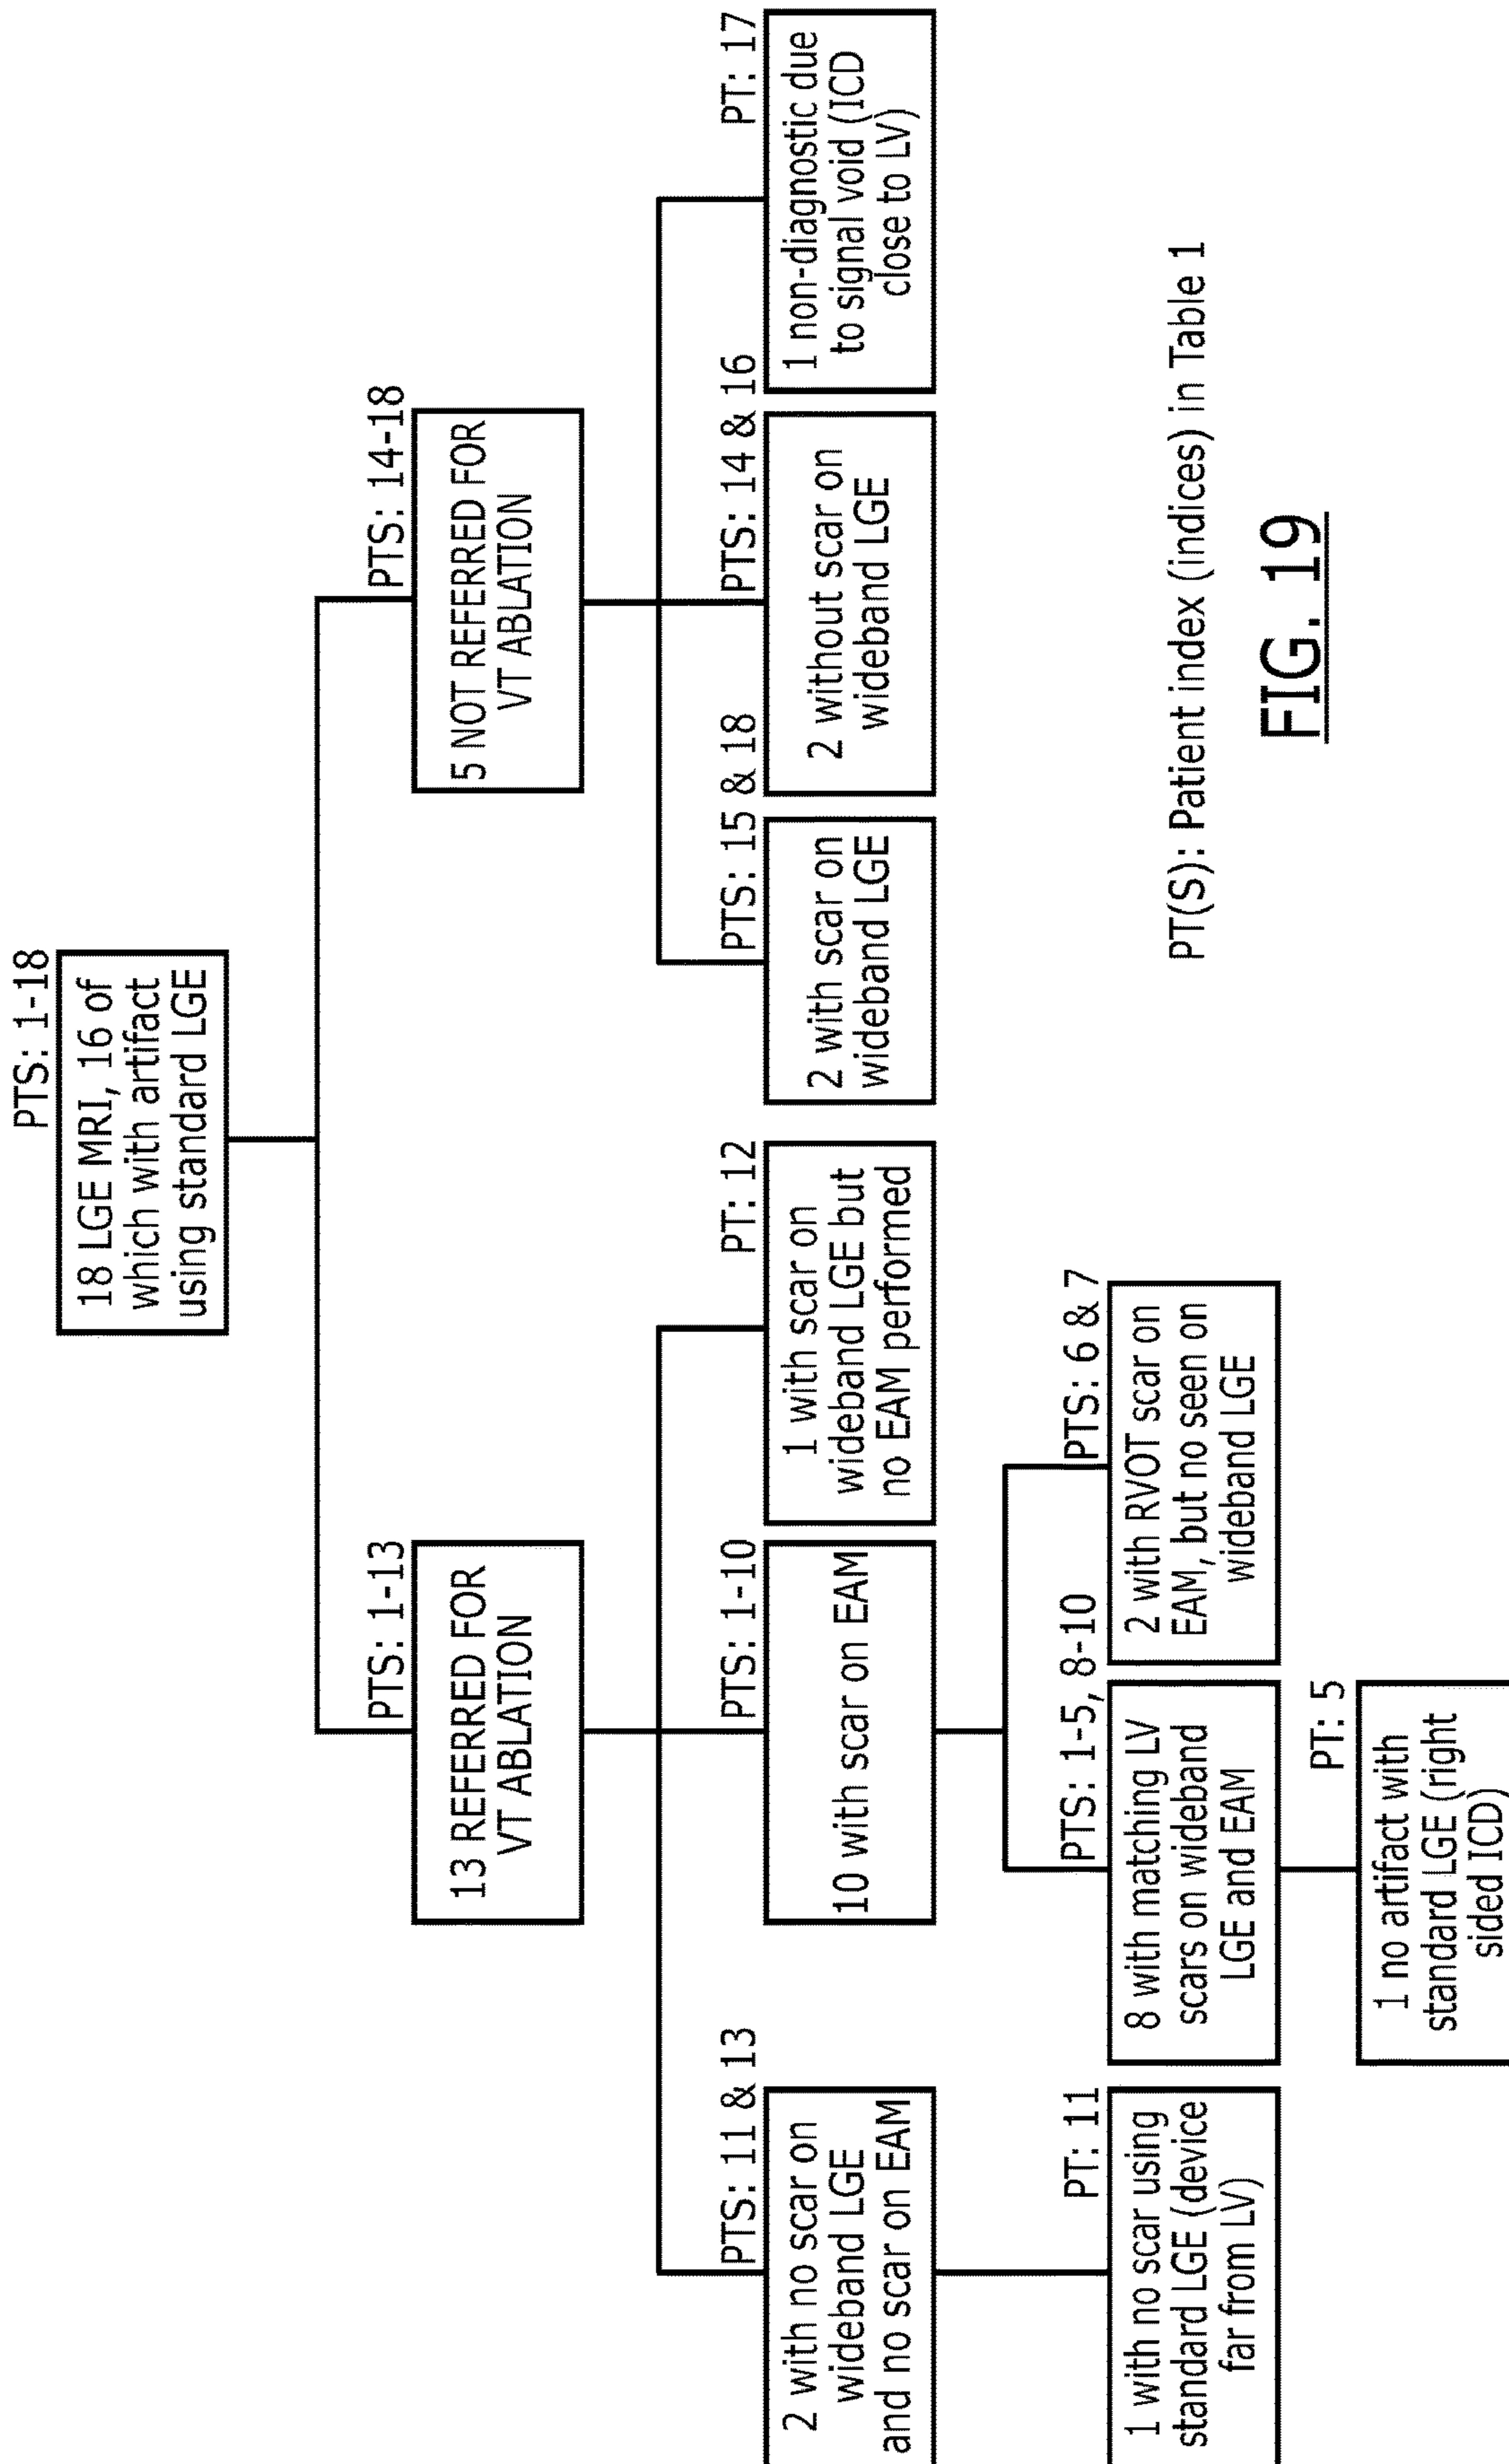 PTS: 1-18
18 LGE MRI, 16 of
which with artifact
using standard LGE
PTS: 1-13
13 REFERRED FOR
VT ABLATION
PTS: 14-18
5 NOT REFERRED FOR
VT ABLATION
PTS: 11 & 13
2 with no scar on
wideband LGE
and no scar on EAM
PTS: 1-10
10 with scar on EAM
PT: 12
1 with scar on
wideband LGE but
no EAM performed
PTS: 15 & 18
2 with scar on
wideband LGE
PTS: 14 & 16
2 without scar on
wideband LGE
PT: 17
1 non-diagnostic due
to signal void (ICD
close to LV)
PT: 11
1 with no scar using
standard LGE (device
far from LV)
PTS: 1-5, 8-10
8 with matching LV
scars on wideband
LGE and EAM
PTS: 6 & 7
2 with RVOT scar on
EAM, but no seen on
wideband LGE
PT: 5
1 no artifact with
standard LGE (right
sided ICD)
PT(S): Patient index (indices) in Table 1
FIG. 19